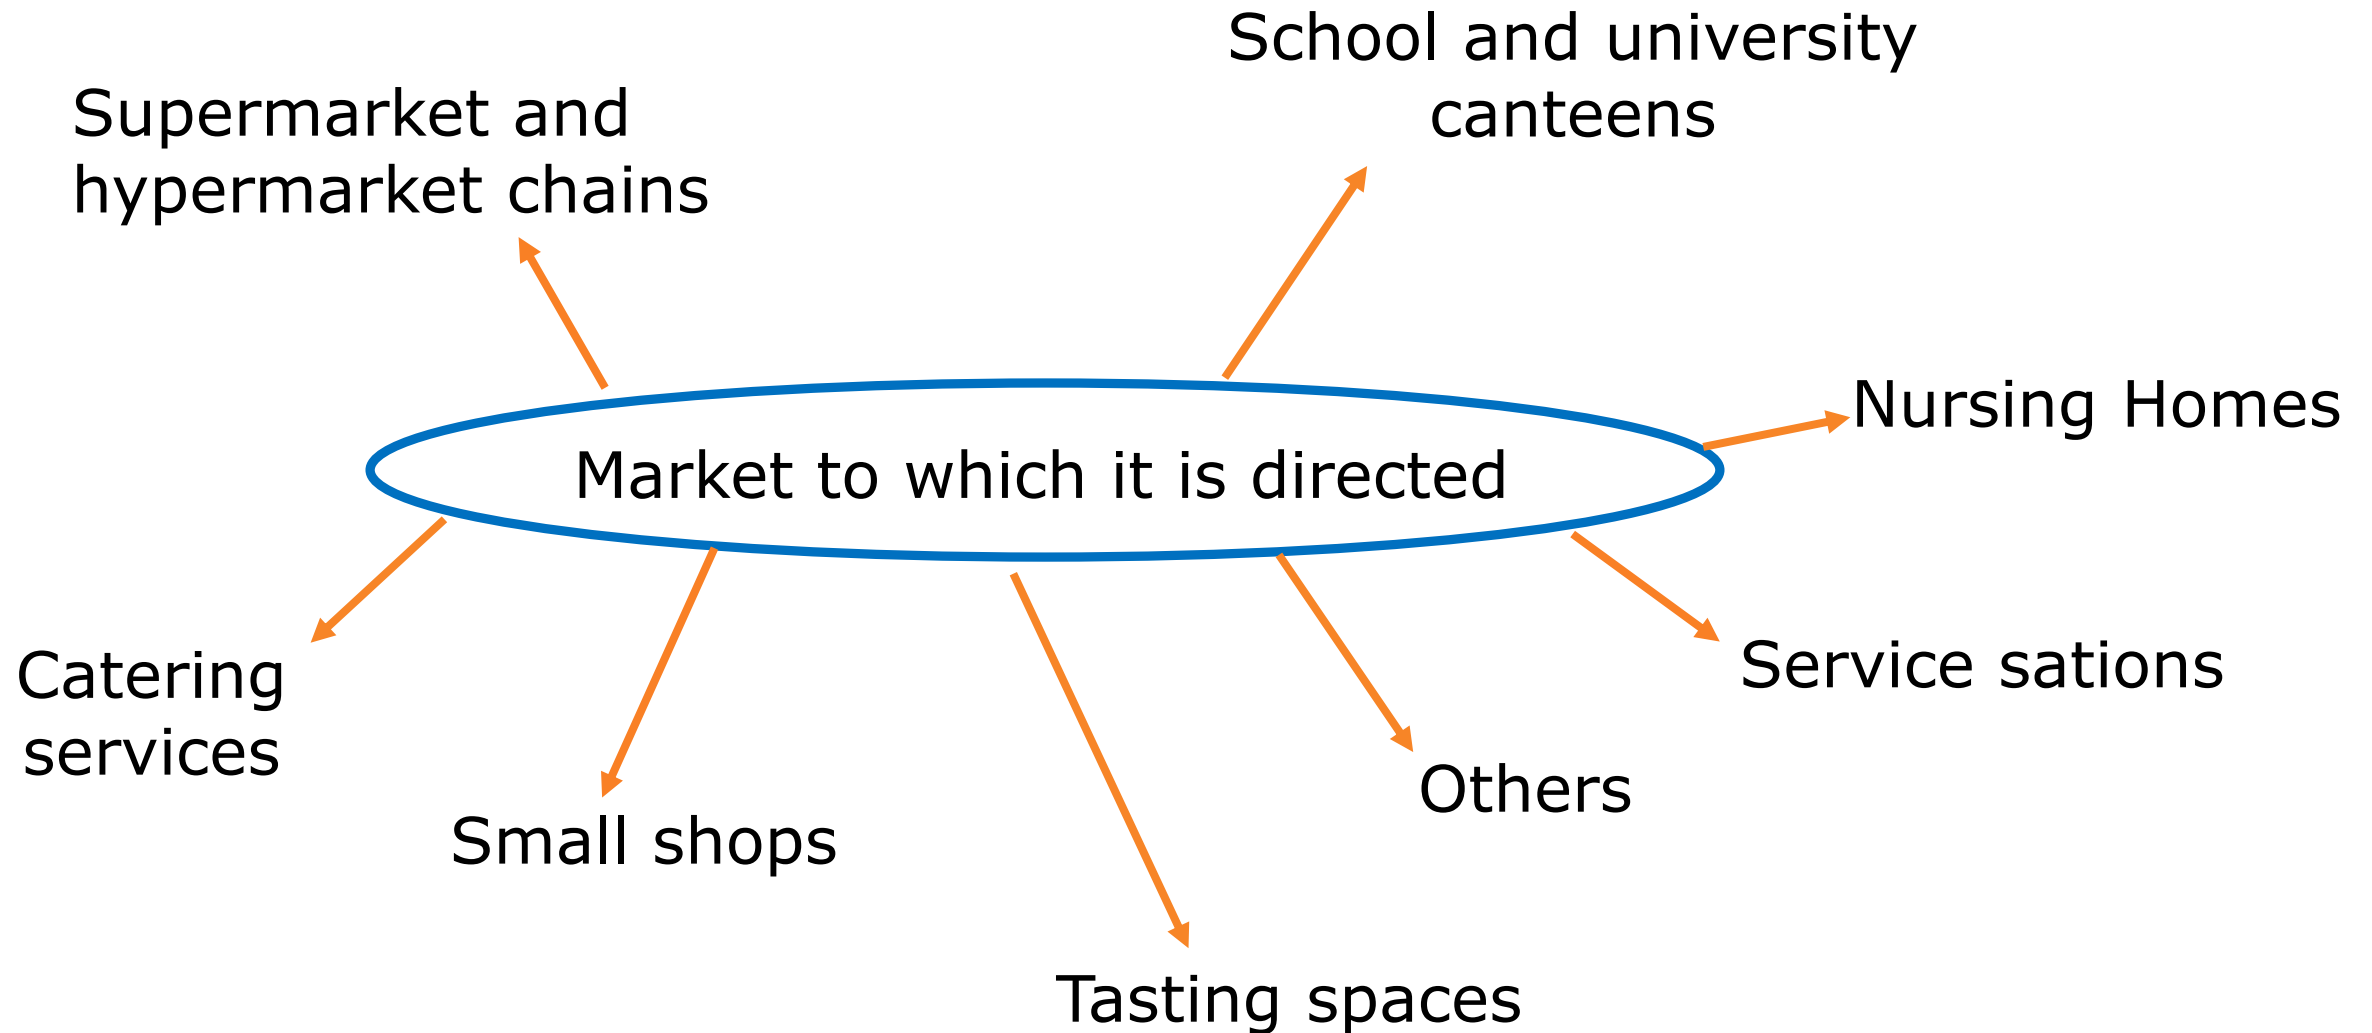 School and university
canteens
Supermarket and
hypermarket chains
Nursing Homes
Market to which it is directed
Service sations
Catering
services
Others
Small shops
Tasting spaces